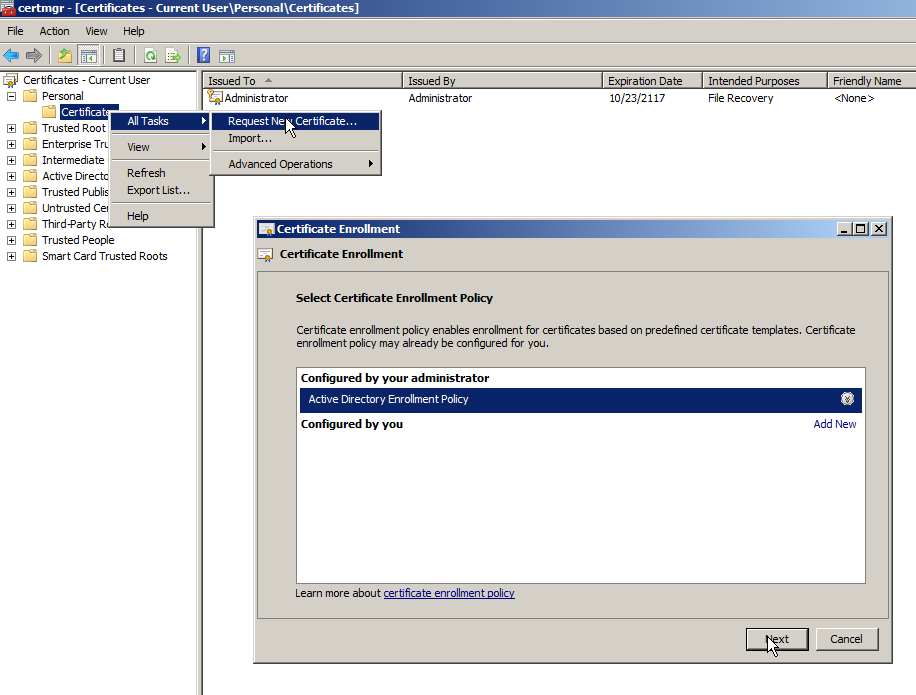 certmgr - [Certificates - Current User\Personal\Certificates]
File Action View Help
Certificates - Current User
Personal
Certificates
Trusted Root
Enterprise Tru
Intermediate
Active Directo
Trusted Publis
Untrusted Cer
Third-Party Ro
Trusted People
Smart Card Trusted Roots
All Tasks
View
Refresh
Export List...
Help
Request New Certificate...
Import...
Advanced Operations
Issued To Issued By Expiration Date Intended Purposes Friendly Name
Administrator Administrator 10/23/2117 File Recovery <None>
Certificate Enrollment
Certificate Enrollment
Select Certificate Enrollment Policy
Certificate enrollment policy enables enrollment for certificates based on predefined certificate templates. Certificate
enrollment policy may already be configured for you.
Configured by your administrator
Active Directory Enrollment Policy
Configured by you Add New
Learn more about certificate enrollment policy
Next Cancel